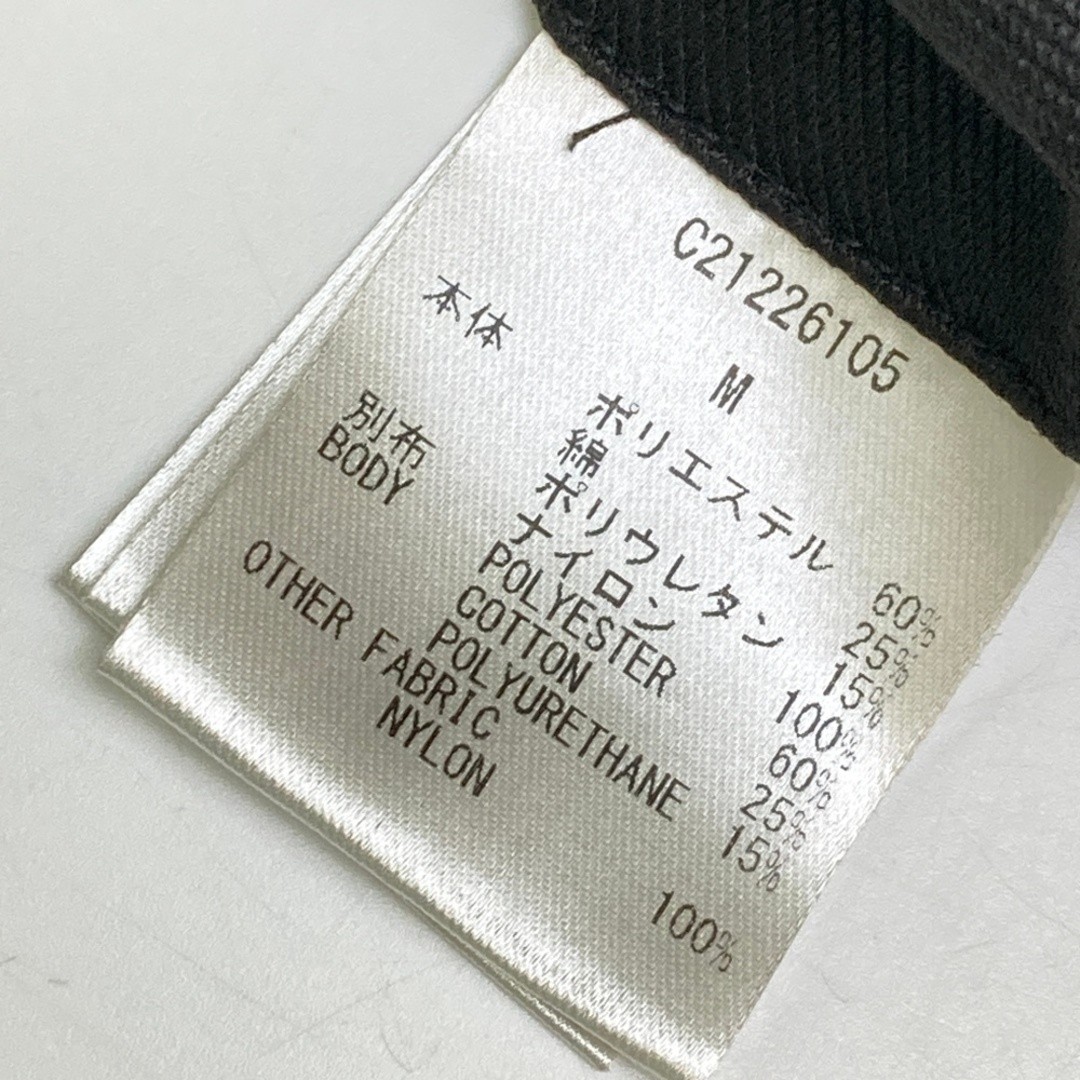 C21226105
M
本体 ポリエステル 60%
綿 25%
ポリウレタン 15%
別布 ナイロン 100%
BODY POLYESTER 60%
COTTON 25%
POLYURETHANE 15%
OTHER FABRIC
NYLON 100%